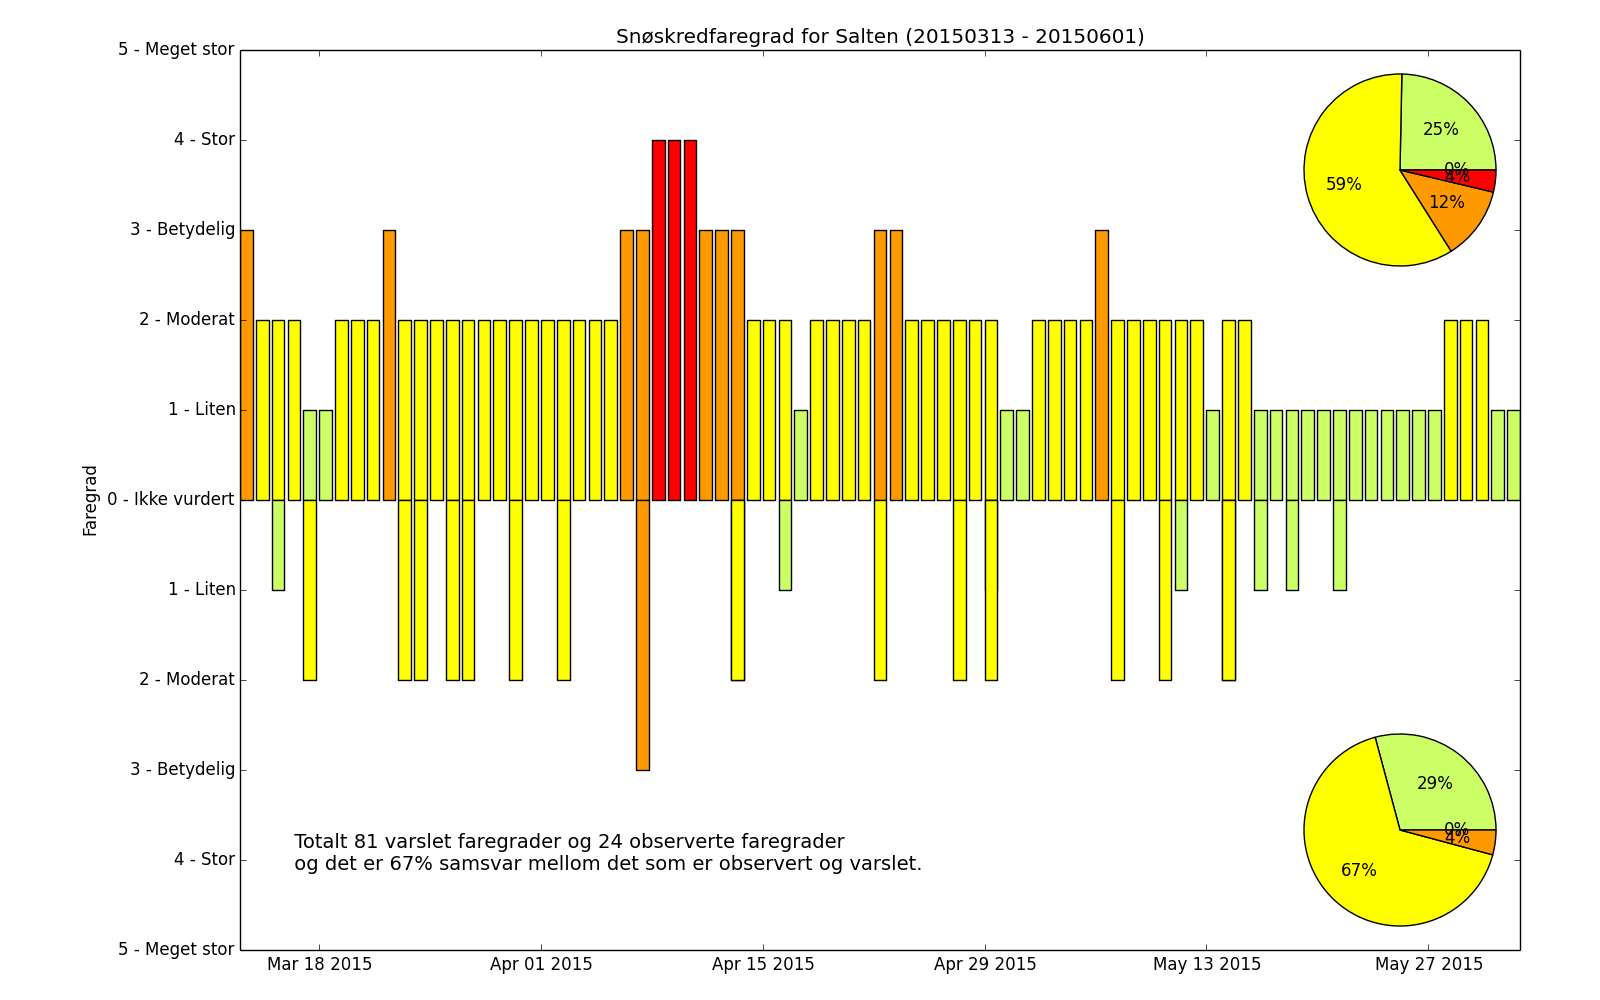 Snøskredfaregrad for Salten (20150313 - 20150601)
5 - Meget stor
4 - Stor
3 - Betydelig
2 - Moderat
1 - Liten
0 - Ikke vurdert
1 - Liten
2 - Moderat
3 - Betydelig
4 - Stor
5 - Meget stor
Faregrad
25%
59%
12%
4%
0%
29%
67%
4%
0%
Totalt 81 varslet faregrader og 24 observerte faregrader
og det er 67% samsvar mellom det som er observert og varslet.
Mar 18 2015
Apr 01 2015
Apr 15 2015
Apr 29 2015
May 13 2015
May 27 2015